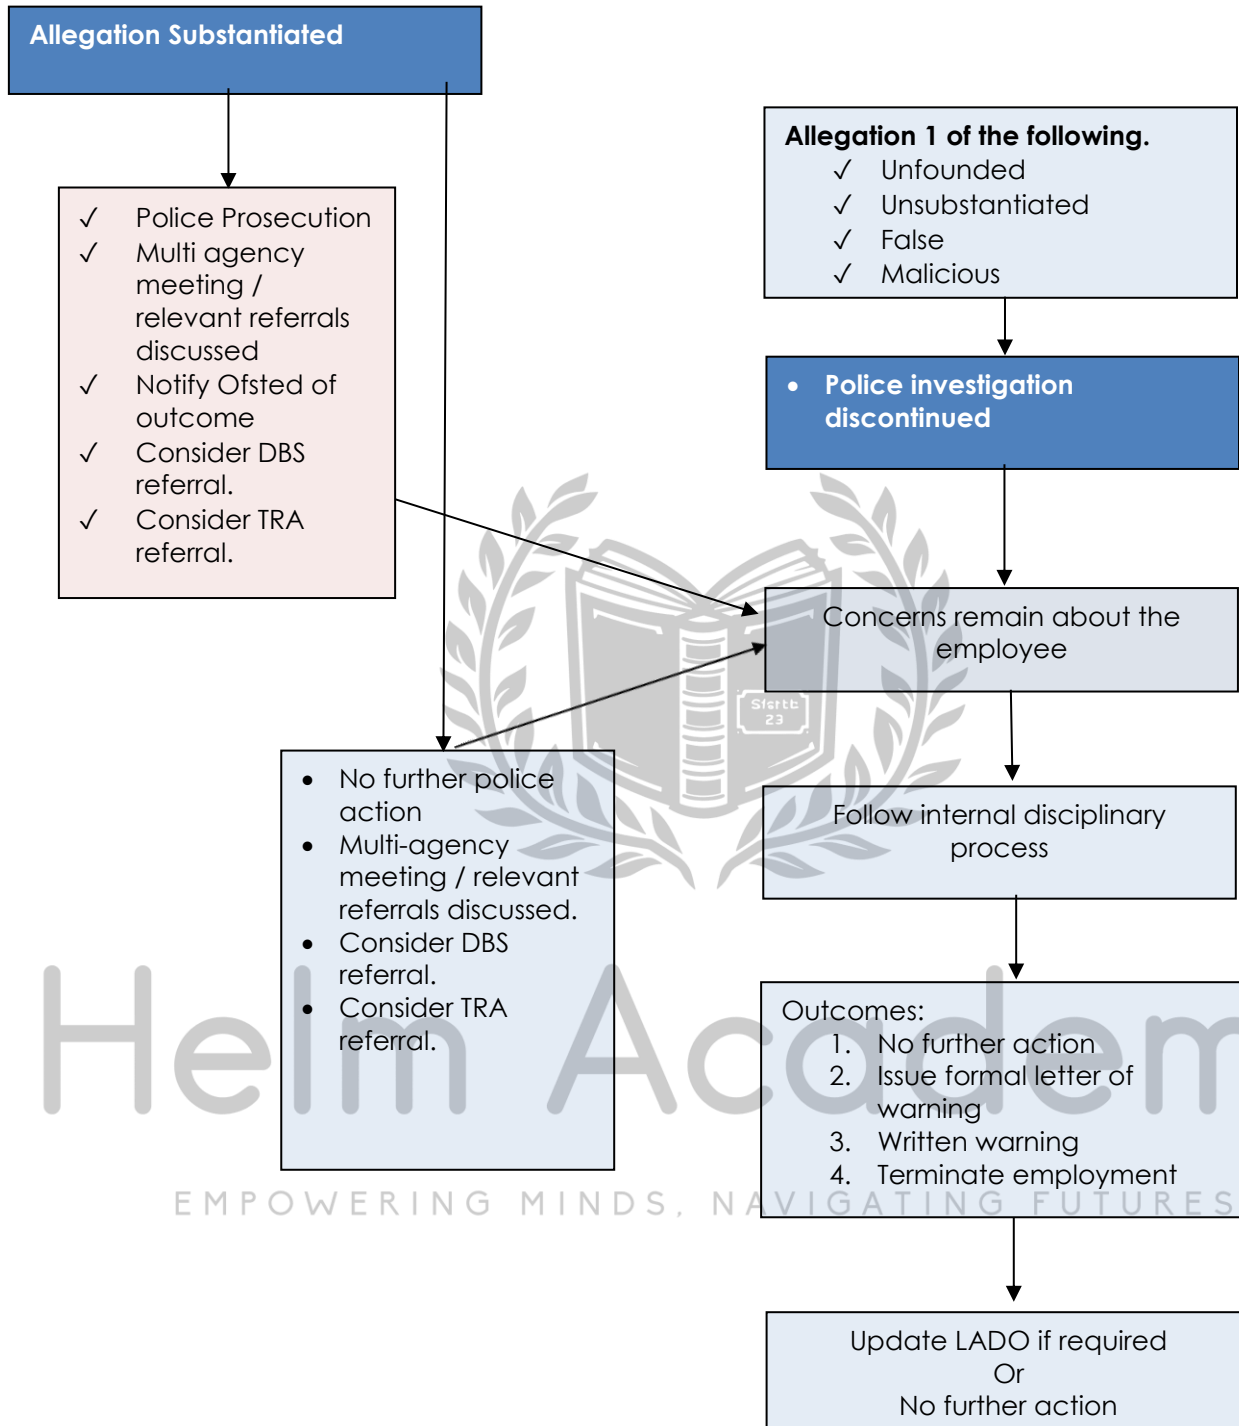 Allegation Substantiated
✓ Police Prosecution
✓ Multi agency
meeting /
relevant referrals
discussed
✓ Notify Ofsted of
outcome
✓ Consider DBS
referral.
✓ Consider TRA
referral.
• No further police
action
• Multi-agency
meeting / relevant
referrals discussed.
• Consider DBS
referral.
• Consider TRA
referral.
Allegation 1 of the following.
✓ Unfounded
✓ Unsubstantiated
✓ False
✓ Malicious
• Police investigation
discontinued
Concerns remain about the
employee
Follow internal disciplinary
process
Outcomes:
1. No further action
2. Issue formal letter of
warning
3. Written warning
4. Terminate employment
Update LADO if required
Or
No further action
23
Helm Academ
EMPOWERING MINDS, NAVIGATING FUTURES